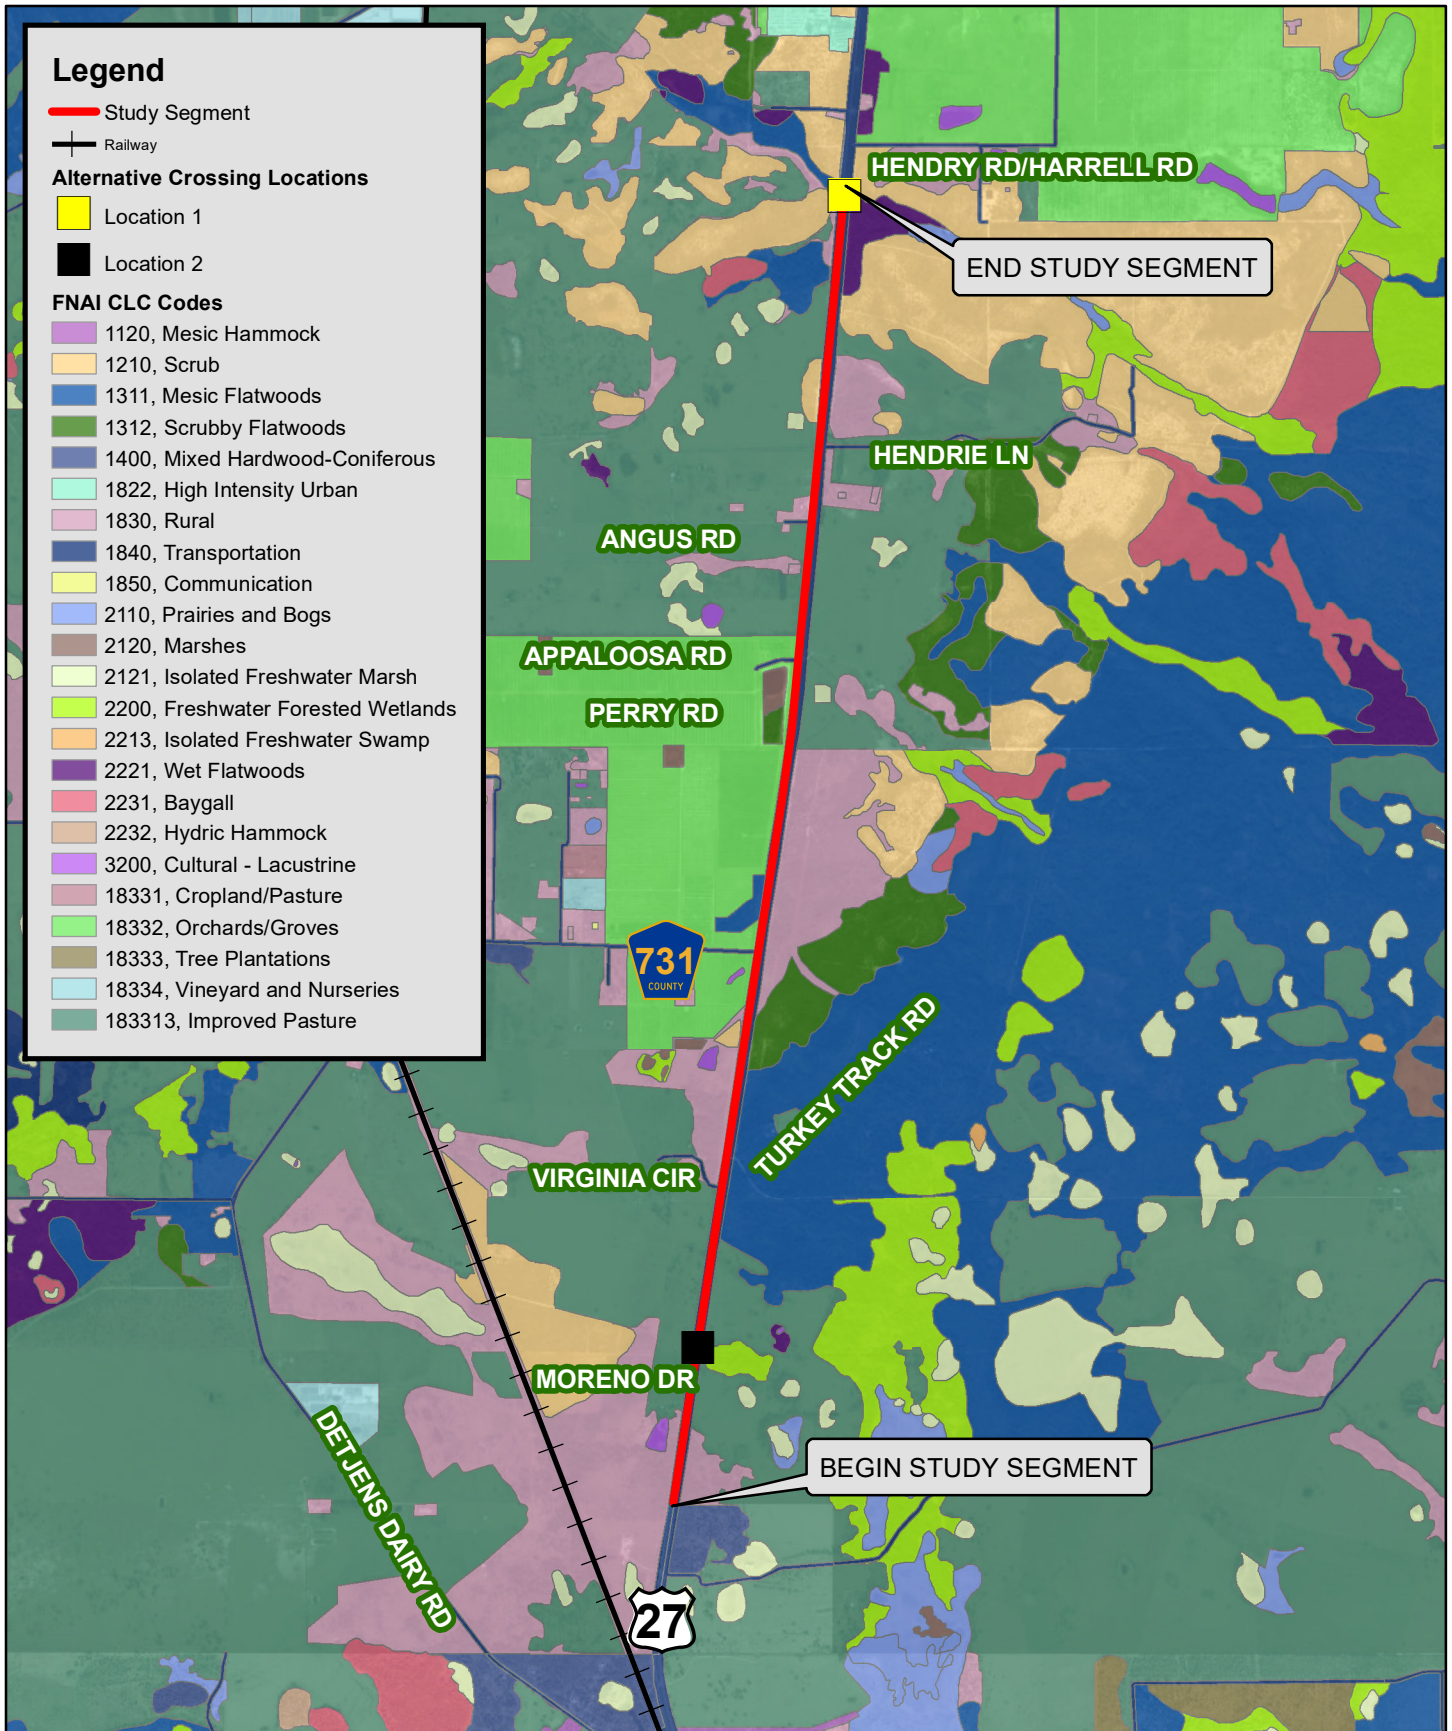 Legend
Study Segment
Railway
Alternative Crossing Locations
Location 1
Location 2
FNAI CLC Codes
1120, Mesic Hammock
1210, Scrub
1311, Mesic Flatwoods
1312, Scrubby Flatwoods
1400, Mixed Hardwood-Coniferous
1822, High Intensity Urban
1830, Rural
1840, Transportation
1850, Communication
2110, Prairies and Bogs
2120, Marshes
2121, Isolated Freshwater Marsh
2200, Freshwater Forested Wetlands
2213, Isolated Freshwater Swamp
2221, Wet Flatwoods
2231, Baygall
2232, Hydric Hammock
3200, Cultural - Lacustrine
18331, Cropland/Pasture
18332, Orchards/Groves
18333, Tree Plantations
18334, Vineyard and Nurseries
183313, Improved Pasture
HENDRY RD/HARRELL RD
END STUDY SEGMENT
HENDRIE LN
ANGUS RD
APPALOOSA RD
PERRY RD
731
COUNTY
TURKEY TRACK RD
VIRGINIA CIR
MORENO DR
DETJENS DAIRY RD
BEGIN STUDY SEGMENT
27